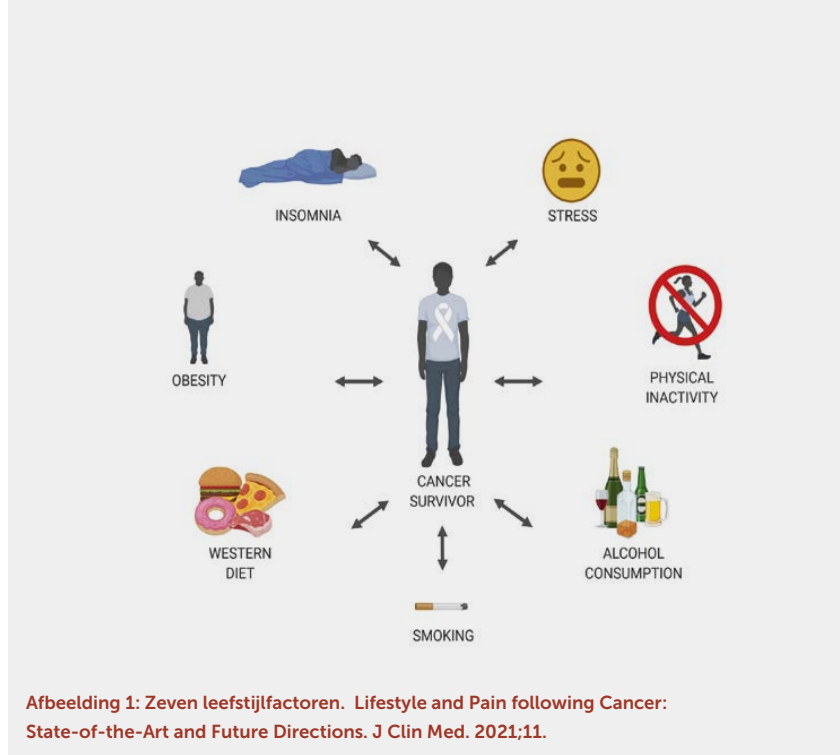 INSOMNIA
STRESS
OBESITY
PHYSICAL
INACTIVITY
CANCER
SURVIVOR
WESTERN
DIET
ALCOHOL
CONSUMPTION
SMOKING
Afbeelding 1: Zeven leefstijlfactoren. Lifestyle and Pain following Cancer:
State-of-the-Art and Future Directions. J Clin Med. 2021;11.